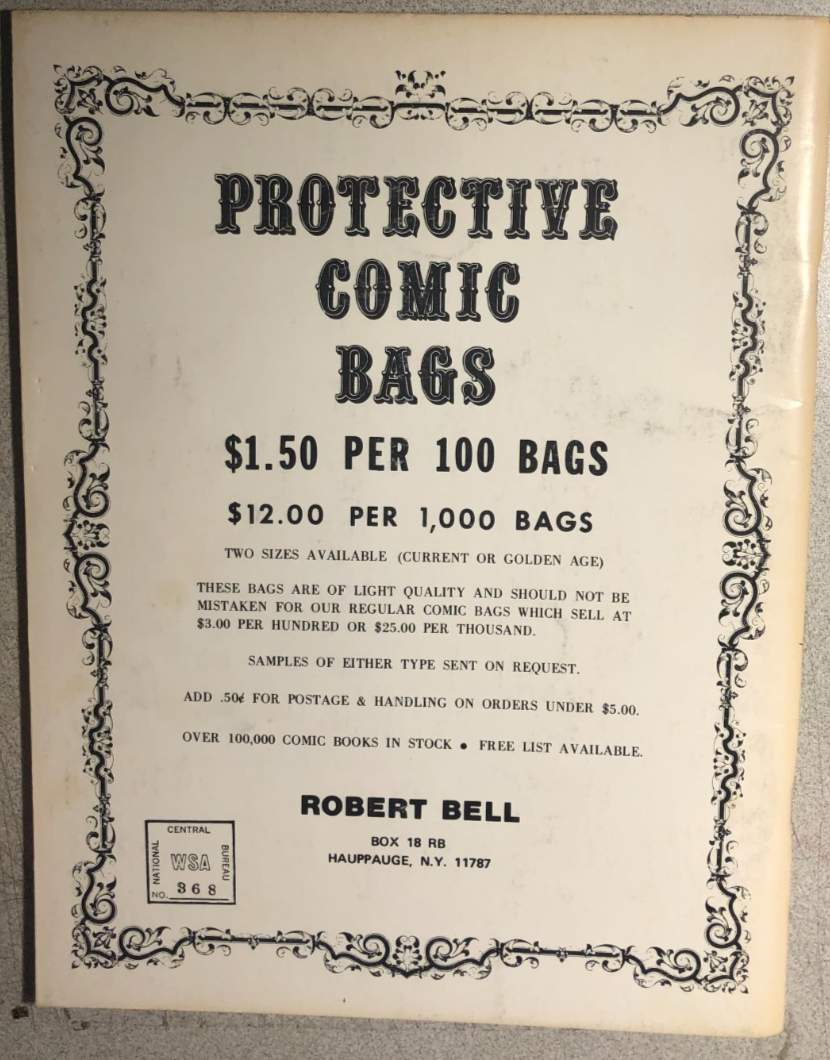 PROTECTIVE
COMIC
BAGS
$1.50 PER 100 BAGS
$12.00 PER 1,000 BAGS
TWO SIZES AVAILABLE (CURRENT OR GOLDEN AGE)
THESE BAGS ARE OF LIGHT QUALITY AND SHOULD NOT BE
MISTAKEN FOR OUR REGULAR COMIC BAGS WHICH SELL AT
$3.00 PER HUNDRED OR $25.00 PER THOUSAND.
SAMPLES OF EITHER TYPE SENT ON REQUEST.
ADD .50¢ FOR POSTAGE & HANDLING ON ORDERS UNDER $5.00.
OVER 100,000 COMIC BOOKS IN STOCK • FREE LIST AVAILABLE.
ROBERT BELL
BOX 18 RB
HAUPPAUGE, N.Y. 11787
CENTRAL
NATIONAL
WSA
BUREAU
NO. 368